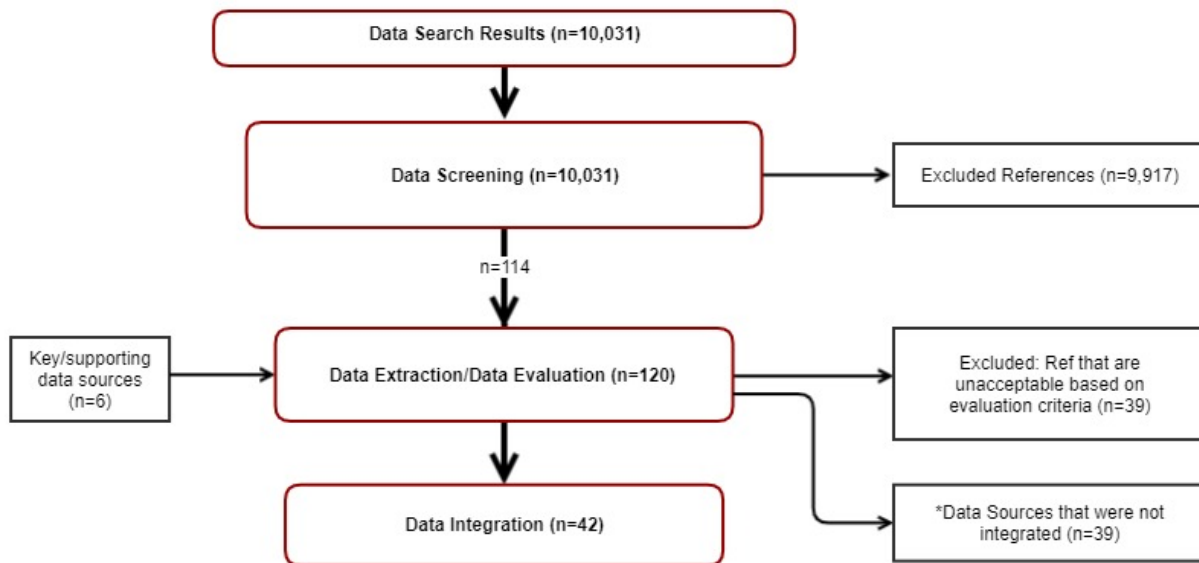 Data Search Results (n=10,031)
Data Screening (n=10,031)
Excluded References (n=9,917)
n=114
Key/supporting
data sources
(n=6)
Data Extraction/Data Evaluation (n=120)
Excluded: Ref that are
unacceptable based on
evaluation criteria (n=39)
Data Integration (n=42)
*Data Sources that were not
integrated (n=39)